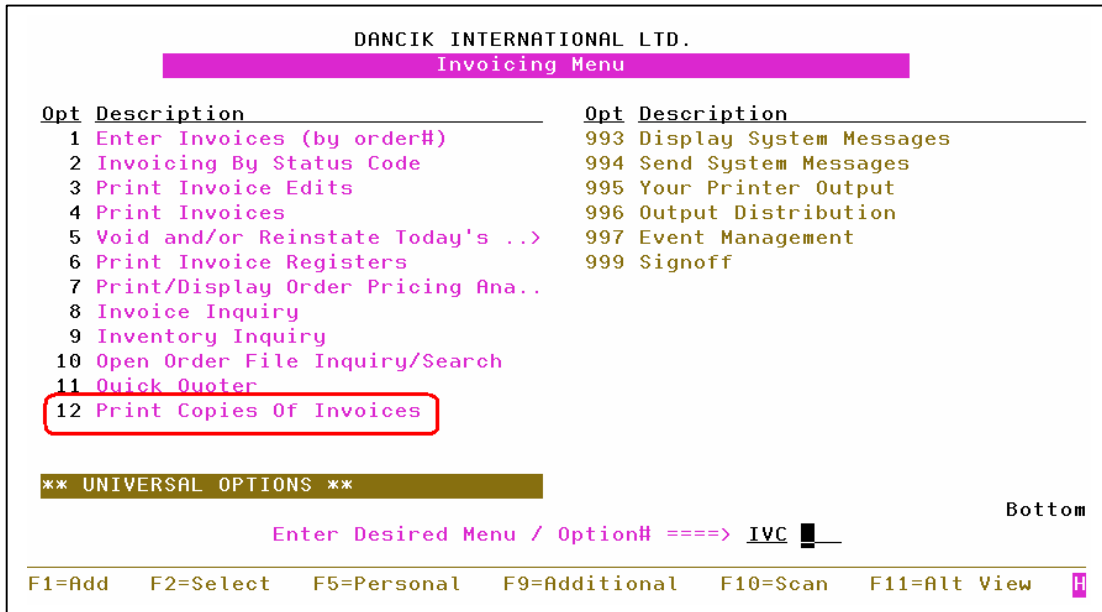 DANCIK INTERNATIONAL LTD.
Invoicing Menu
Opt Description
1 Enter Invoices (by order#)
2 Invoicing By Status Code
3 Print Invoice Edits
4 Print Invoices
5 Void and/or Reinstate Today's ..>
6 Print Invoice Registers
7 Print/Display Order Pricing Ana..
8 Invoice Inquiry
9 Inventory Inquiry
10 Open Order File Inquiry/Search
11 Quick Quoter
12 Print Copies Of Invoices
Opt Description
993 Display System Messages
994 Send System Messages
995 Your Printer Output
996 Output Distribution
997 Event Management
999 Signoff
** UNIVERSAL OPTIONS **
Bottom
Enter Desired Menu / Option# ====> IVC
F1=Add F2=Select F5=Personal F9=Additional F10=Scan F11=Alt View H